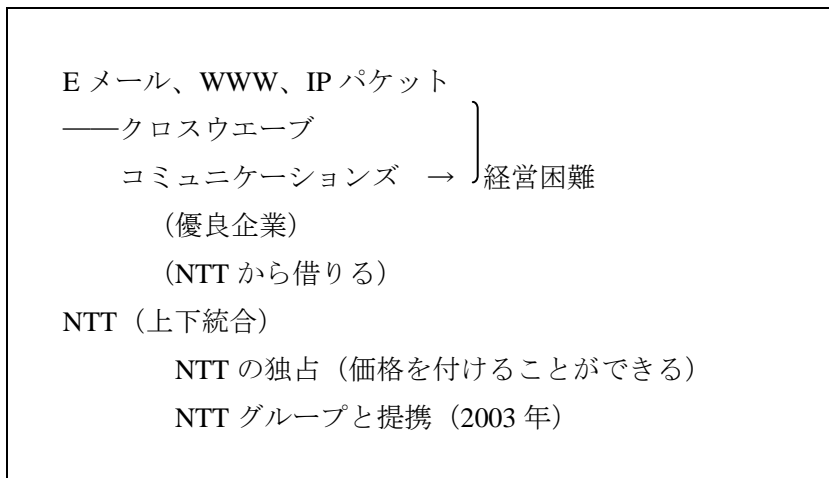 E メール、WWW、IP パケット
――クロスウエーブ
コミュニケーションズ → 経営困難
（優良企業）
（NTT から借りる）
NTT（上下統合）
NTT の独占（価格を付けることができる）
NTT グループと提携（2003 年）